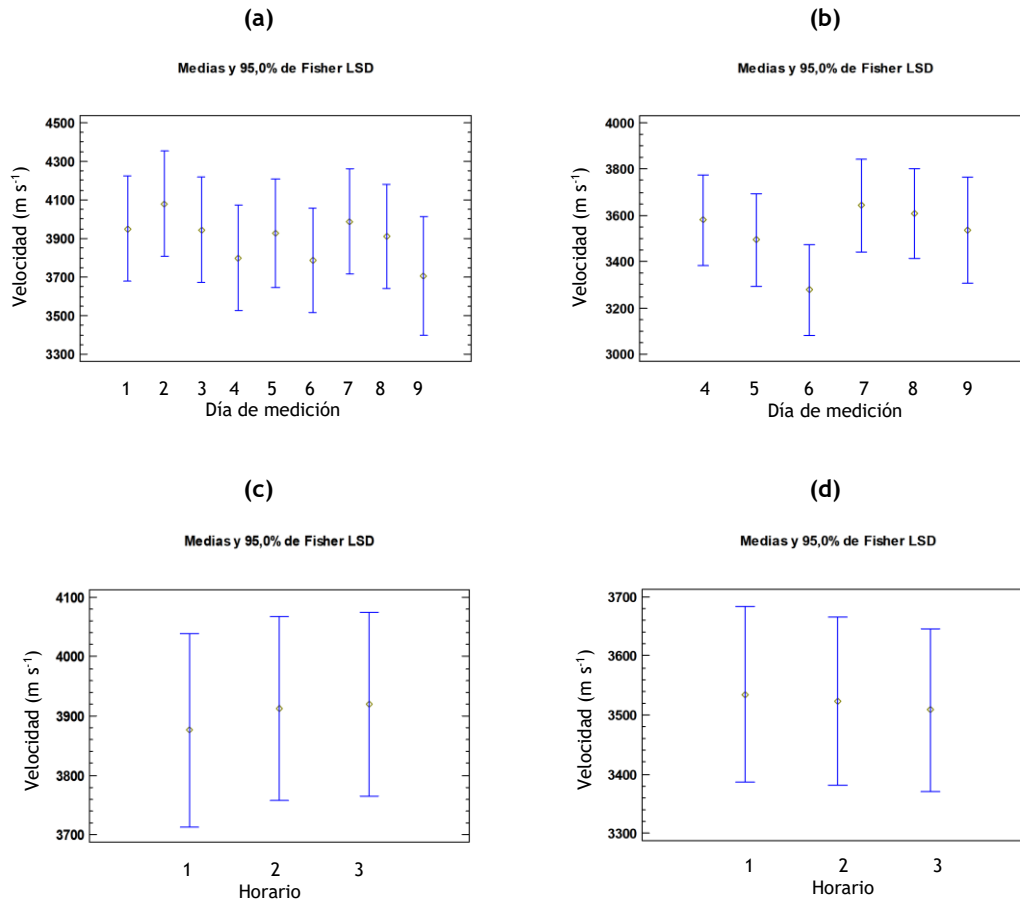 (a)
Medias y 95,0% de Fisher LSD
4500
4300
4100
3900
3700
3500
3300
Velocidad (m s-1)
1 2 3 4 5 6 7 8 9
Día de medición
(b)
Medias y 95,0% de Fisher LSD
4000
3800
3600
3400
3200
3000
Velocidad (m s-1)
4 5 6 7 8 9
Día de medición
(c)
Medias y 95,0% de Fisher LSD
4100
4000
3900
3800
3700
Velocidad (m s-1)
1 2 3
Horario
(d)
Medias y 95,0% de Fisher LSD
3700
3600
3500
3400
3300
Velocidad (m s-1)
1 2 3
Horario